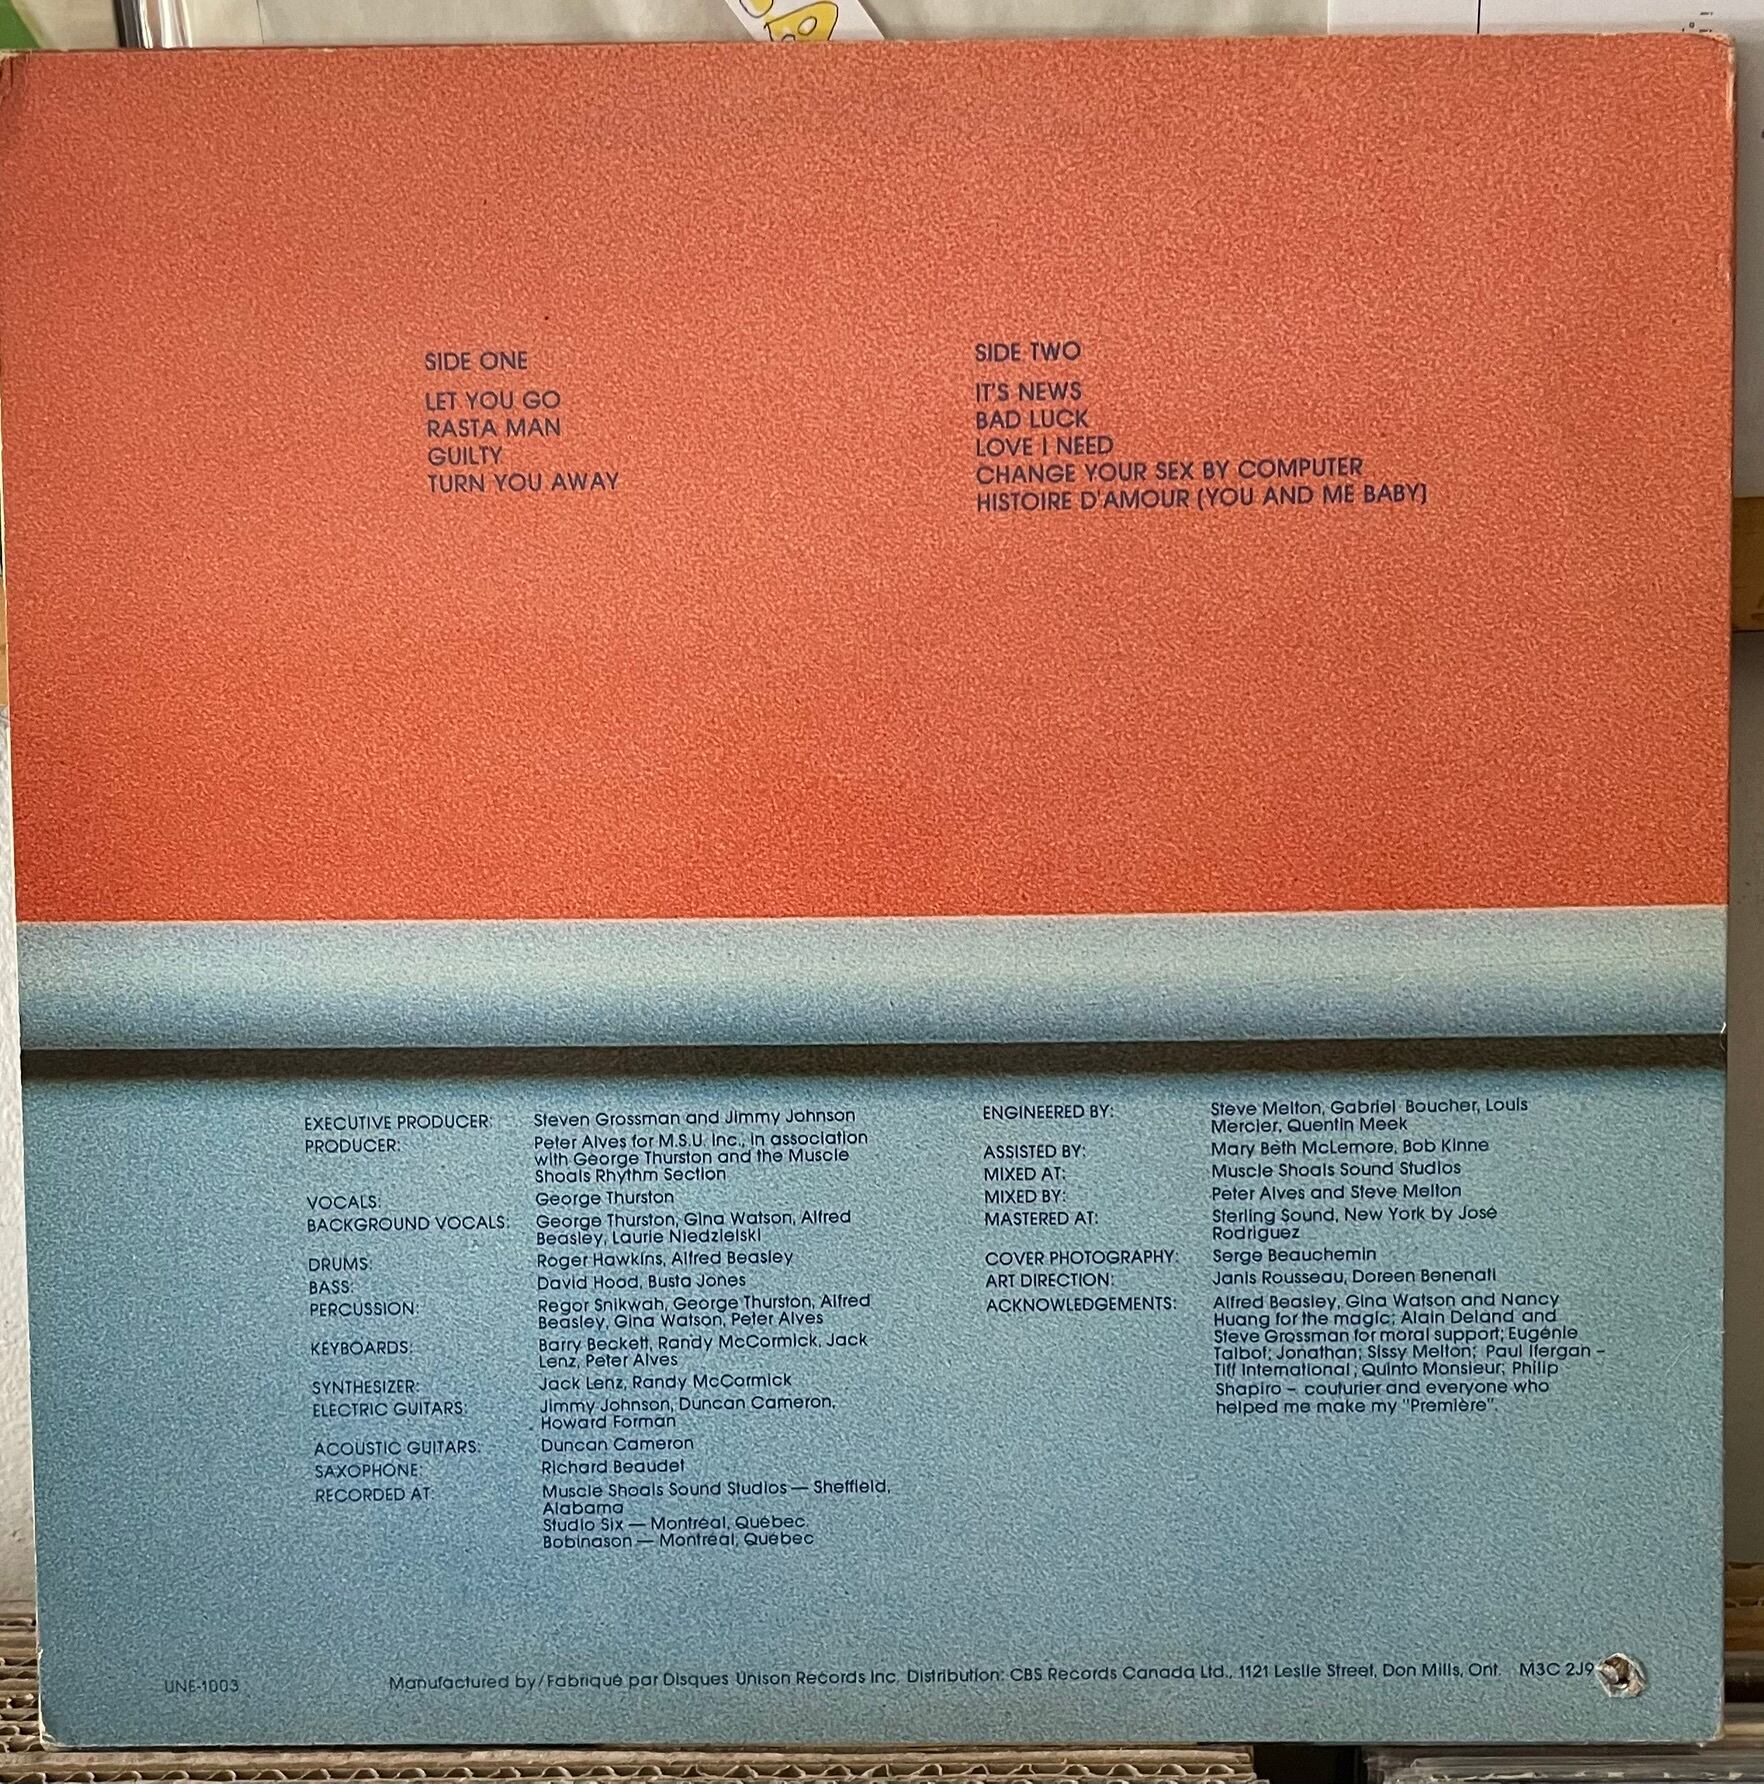 SIDE ONE
LET YOU GO
RASTA MAN
GUILTY
TURN YOU AWAY
SIDE TWO
IT'S NEWS
BAD LUCK
LOVE I NEED
CHANGE YOUR SEX BY COMPUTER
HISTOIRE D'AMOUR (YOU AND ME BABY)
EXECUTIVE PRODUCER: Steven Grossman and Jimmy Johnson
PRODUCER: Peter Alves for M.S.U. Inc., in association
with George Thurston and the Muscle
Shoals Rhythm Section
VOCALS: George Thurston
BACKGROUND VOCALS: George Thurston, Gina Watson, Alfred
Beasley, Laurie Niedzielski
DRUMS: Roger Hawkins, Alfred Beasley
BASS: David Hood, Busta Jones
PERCUSSION: Regor Snikwah, George Thurston, Alfred
Beasley, Gina Watson, Peter Alves
KEYBOARDS: Barry Beckett, Randy McCormick, Jack
Lenz, Peter Alves
SYNTHESIZER: Jack Lenz, Randy McCormick
ELECTRIC GUITARS: Jimmy Johnson, Duncan Cameron,
Howard Forman
ACOUSTIC GUITARS: Duncan Cameron
SAXOPHONE: Richard Beaudet
RECORDED AT: Muscle Shoals Sound Studios — Sheffield,
Alabama
Studio Six — Montréal, Québec
Bobinason — Montréal, Québec
ENGINEERED BY: Steve Melton, Gabriel Boucher, Louis
Mercier, Quentin Meek
ASSISTED BY: Mary Beth McLemore, Bob Kinne
MIXED AT: Muscle Shoals Sound Studios
MIXED BY: Peter Alves and Steve Melton
MASTERED AT: Sterling Sound, New York by José
Rodriguez
COVER PHOTOGRAPHY: Serge Beauchemin
ART DIRECTION: Janis Rousseau, Doreen Benenati
ACKNOWLEDGEMENTS: Alfred Beasley, Gina Watson and Nancy
Huang for the magic; Alain Deland and
Steve Grossman for moral support; Eugénie
Talbot; Jonathan; Sissy Melton; Paul Ifergan –
Tiff International; Quinto Monsieur; Philip
Shapiro – couturier and everyone who
helped me make my "Première".
UNE-1003 Manufactured by/Fabriqué par Disques Unison Records Inc. Distribution: CBS Records Canada Ltd., 1121 Leslie Street, Don Mills, Ont. M3C 2J9